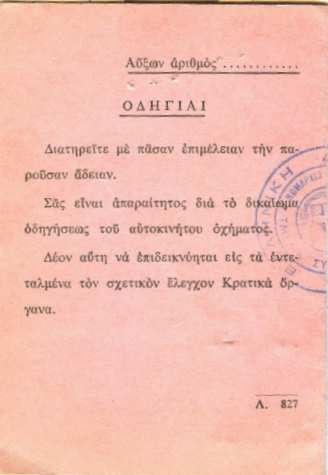 Αὔξων ἀριθμὸς ............
ΟΔΗΓΙΑΙ
Διατηρεῖτε μὲ πᾶσαν ἐπιμέλειαν τὴν πα-
ροῦσαν ἄδειαν.
Σᾶς εἶναι ἀπαραίτητος διὰ τὸ δικαίωμα
ὁδηγήσεως τοῦ αὐτοκινήτου ὀχήματος.
Δέον αὕτη νὰ ἐπιδεικνύηται εἰς τὰ ἐντε-
ταλμένα τὸν σχετικὸν ἔλεγχον Κρατικὰ ὄρ-
γανα.
Λ. 827